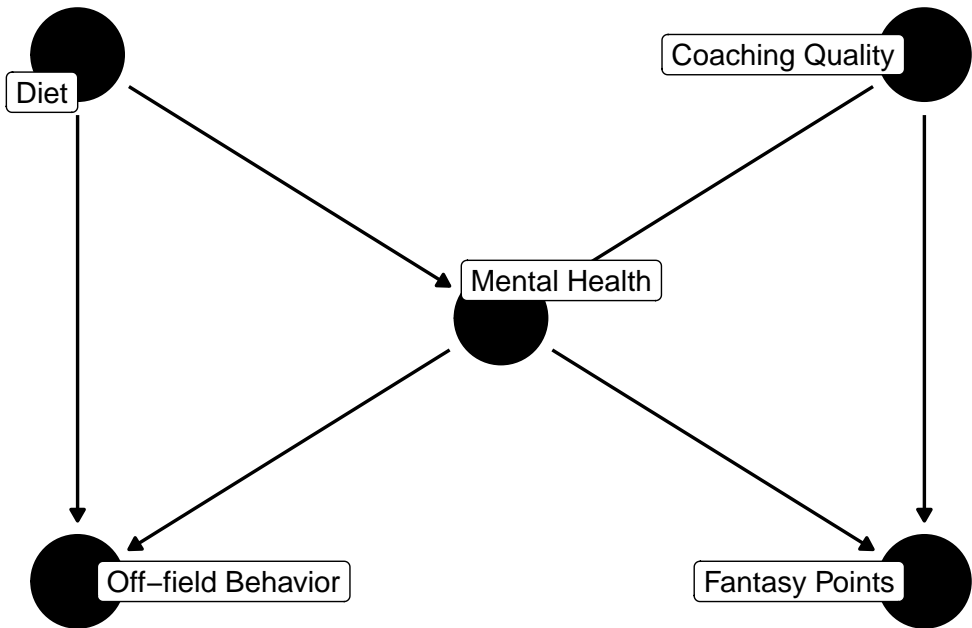 Coaching Quality
Diet
Mental Health
Off−field Behavior
Fantasy Points